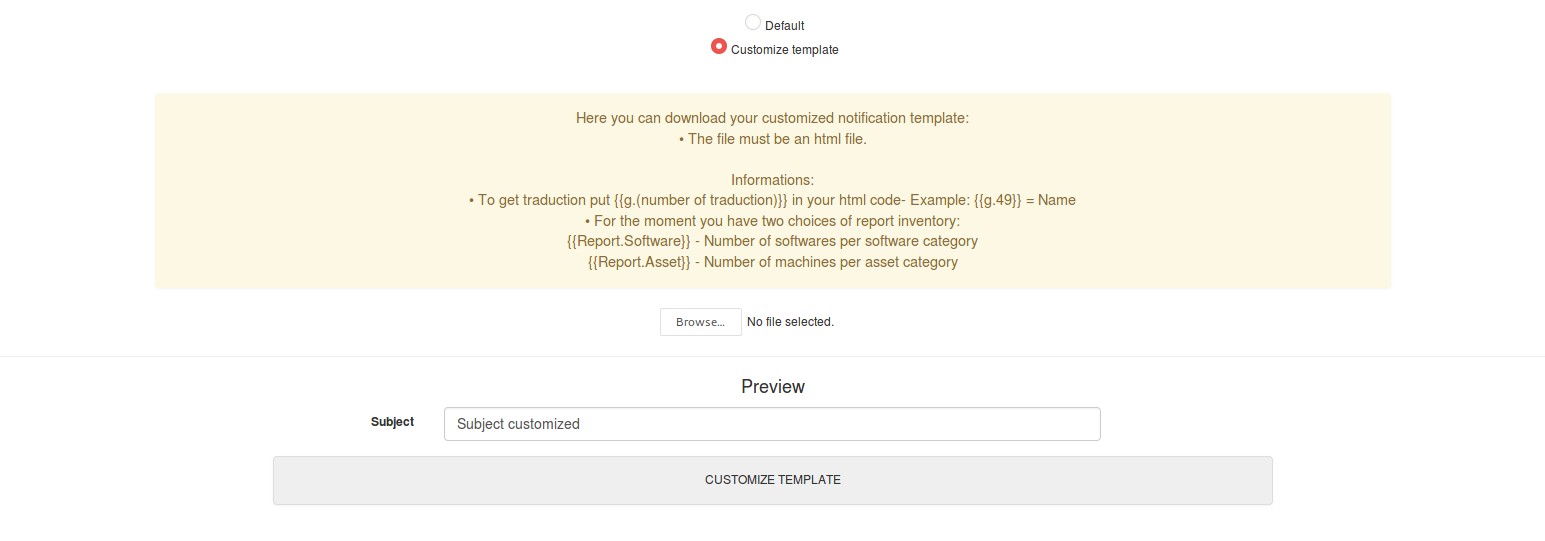 Default
Customize template
Here you can download your customized notification template:
• The file must be an html file.
Informations:
• To get traduction put {{g.(number of traduction)}} in your html code- Example: {{g.49}} = Name
• For the moment you have two choices of report inventory:
{{Report.Software}} - Number of softwares per software category
{{Report.Asset}} - Number of machines per asset category
Browse... No file selected.
Preview
Subject Subject customized
CUSTOMIZE TEMPLATE